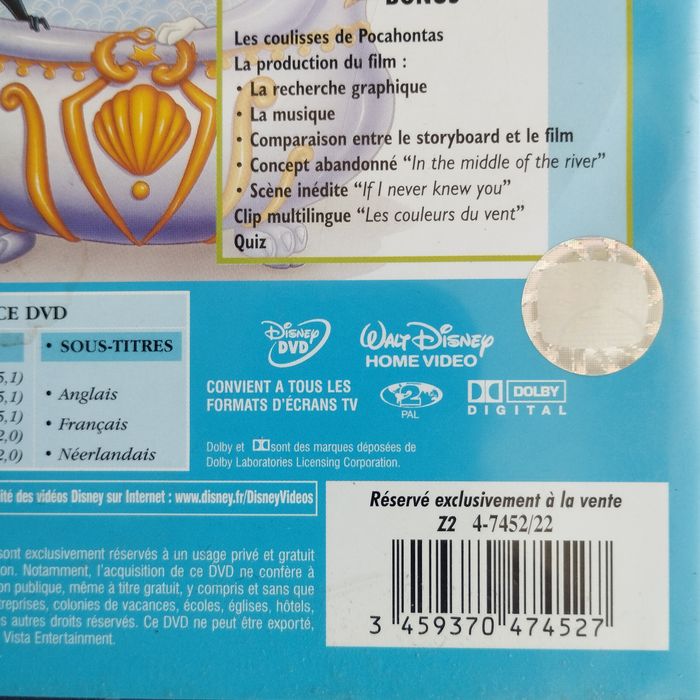 BONUS
Les coulisses de Pocahontas
La production du film :
• La recherche graphique
• La musique
• Comparaison entre le storyboard et le film
• Concept abandonné “In the middle of the river”
• Scène inédite “If I never knew you”
Clip multilingue “Les couleurs du vent”
Quiz
CE DVD
• SOUS-TITRES
5,1)
5,1)
5,1)
2,0)
2,0)
• Anglais
• Français
• Néerlandais
Disney
DVD
WALT DISNEY
HOME VIDEO
CONVIENT A TOUS LES
FORMATS D'ÉCRANS TV
2
PAL
DOLBY
DIGITAL
Dolby et DD sont des marques déposées de
Dolby Laboratories Licensing Corporation.
ité des vidéos Disney sur Internet : www.disney.fr/DisneyVideos
Réservé exclusivement à la vente
Z2 4-7452/22
3 459370 474527
sont exclusivement réservés à un usage privé et gratuit
on. Notamment, l'acquisition de ce DVD ne confère à
on publique, même à titre gratuit, y compris et sans que
treprises, colonies de vacances, écoles, églises, hôtels,
s autres droits réservés. Ce DVD ne peut être exporté,
Vista Entertainment.